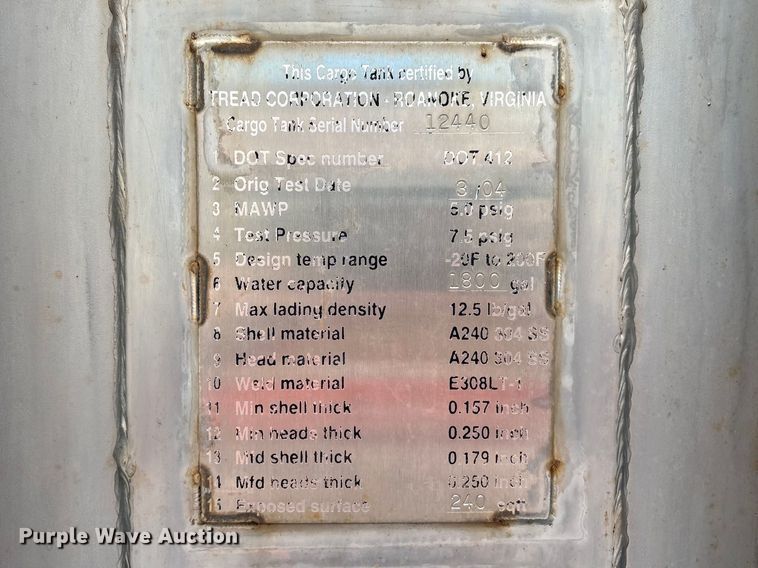 This Cargo Tank certified by
TREAD CORPORATION - ROANOKE, VIRGINIA
Cargo Tank Serial Number 12440
1 DOT Spec number DOT 412
2 Orig Test Date 3/04
3 MAWP 5.0 psig
4 Test Pressure 7.5 psig
5 Design temp range -20F to 200F
6 Water capacity 1800 gal
7 Max lading density 12.5 lb/gal
8 Shell material A240 304 SS
9 Head material A240 304 SS
10 Weld material E308LT-1
11 Min shell thick 0.157 inch
12 Min heads thick 0.250 inch
13 Mfd shell thick 0.179 inch
14 Mfd heads thick 0.250 inch
15 Exposed surface 240 sqft
Purple Wave Auction